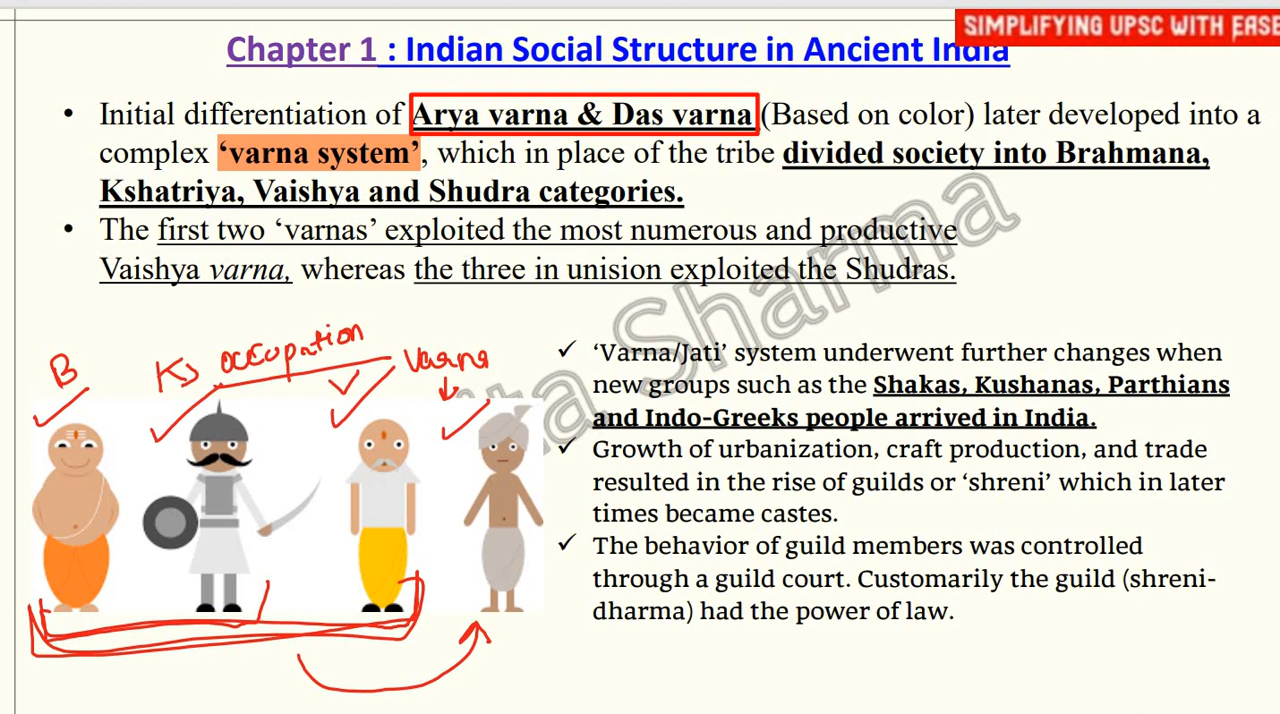 SIMPLIFYING UPSC WITH EASE
Chapter 1 : Indian Social Structure in Ancient India
• Initial differentiation of Arya varna & Das varna (Based on color) later developed into a
complex ‘varna system’, which in place of the tribe divided society into Brahmana,
Kshatriya, Vaishya and Shudra categories.
• The first two ‘varnas’ exploited the most numerous and productive
Vaishya varna, whereas the three in unision exploited the Shudras.
B
Ks occupation
Varna
✓ ‘Varna/Jati’ system underwent further changes when
new groups such as the Shakas, Kushanas, Parthians
and Indo-Greeks people arrived in India.
✓ Growth of urbanization, craft production, and trade
resulted in the rise of guilds or ‘shreni’ which in later
times became castes.
✓ The behavior of guild members was controlled
through a guild court. Customarily the guild (shreni-
dharma) had the power of law.
Sharma